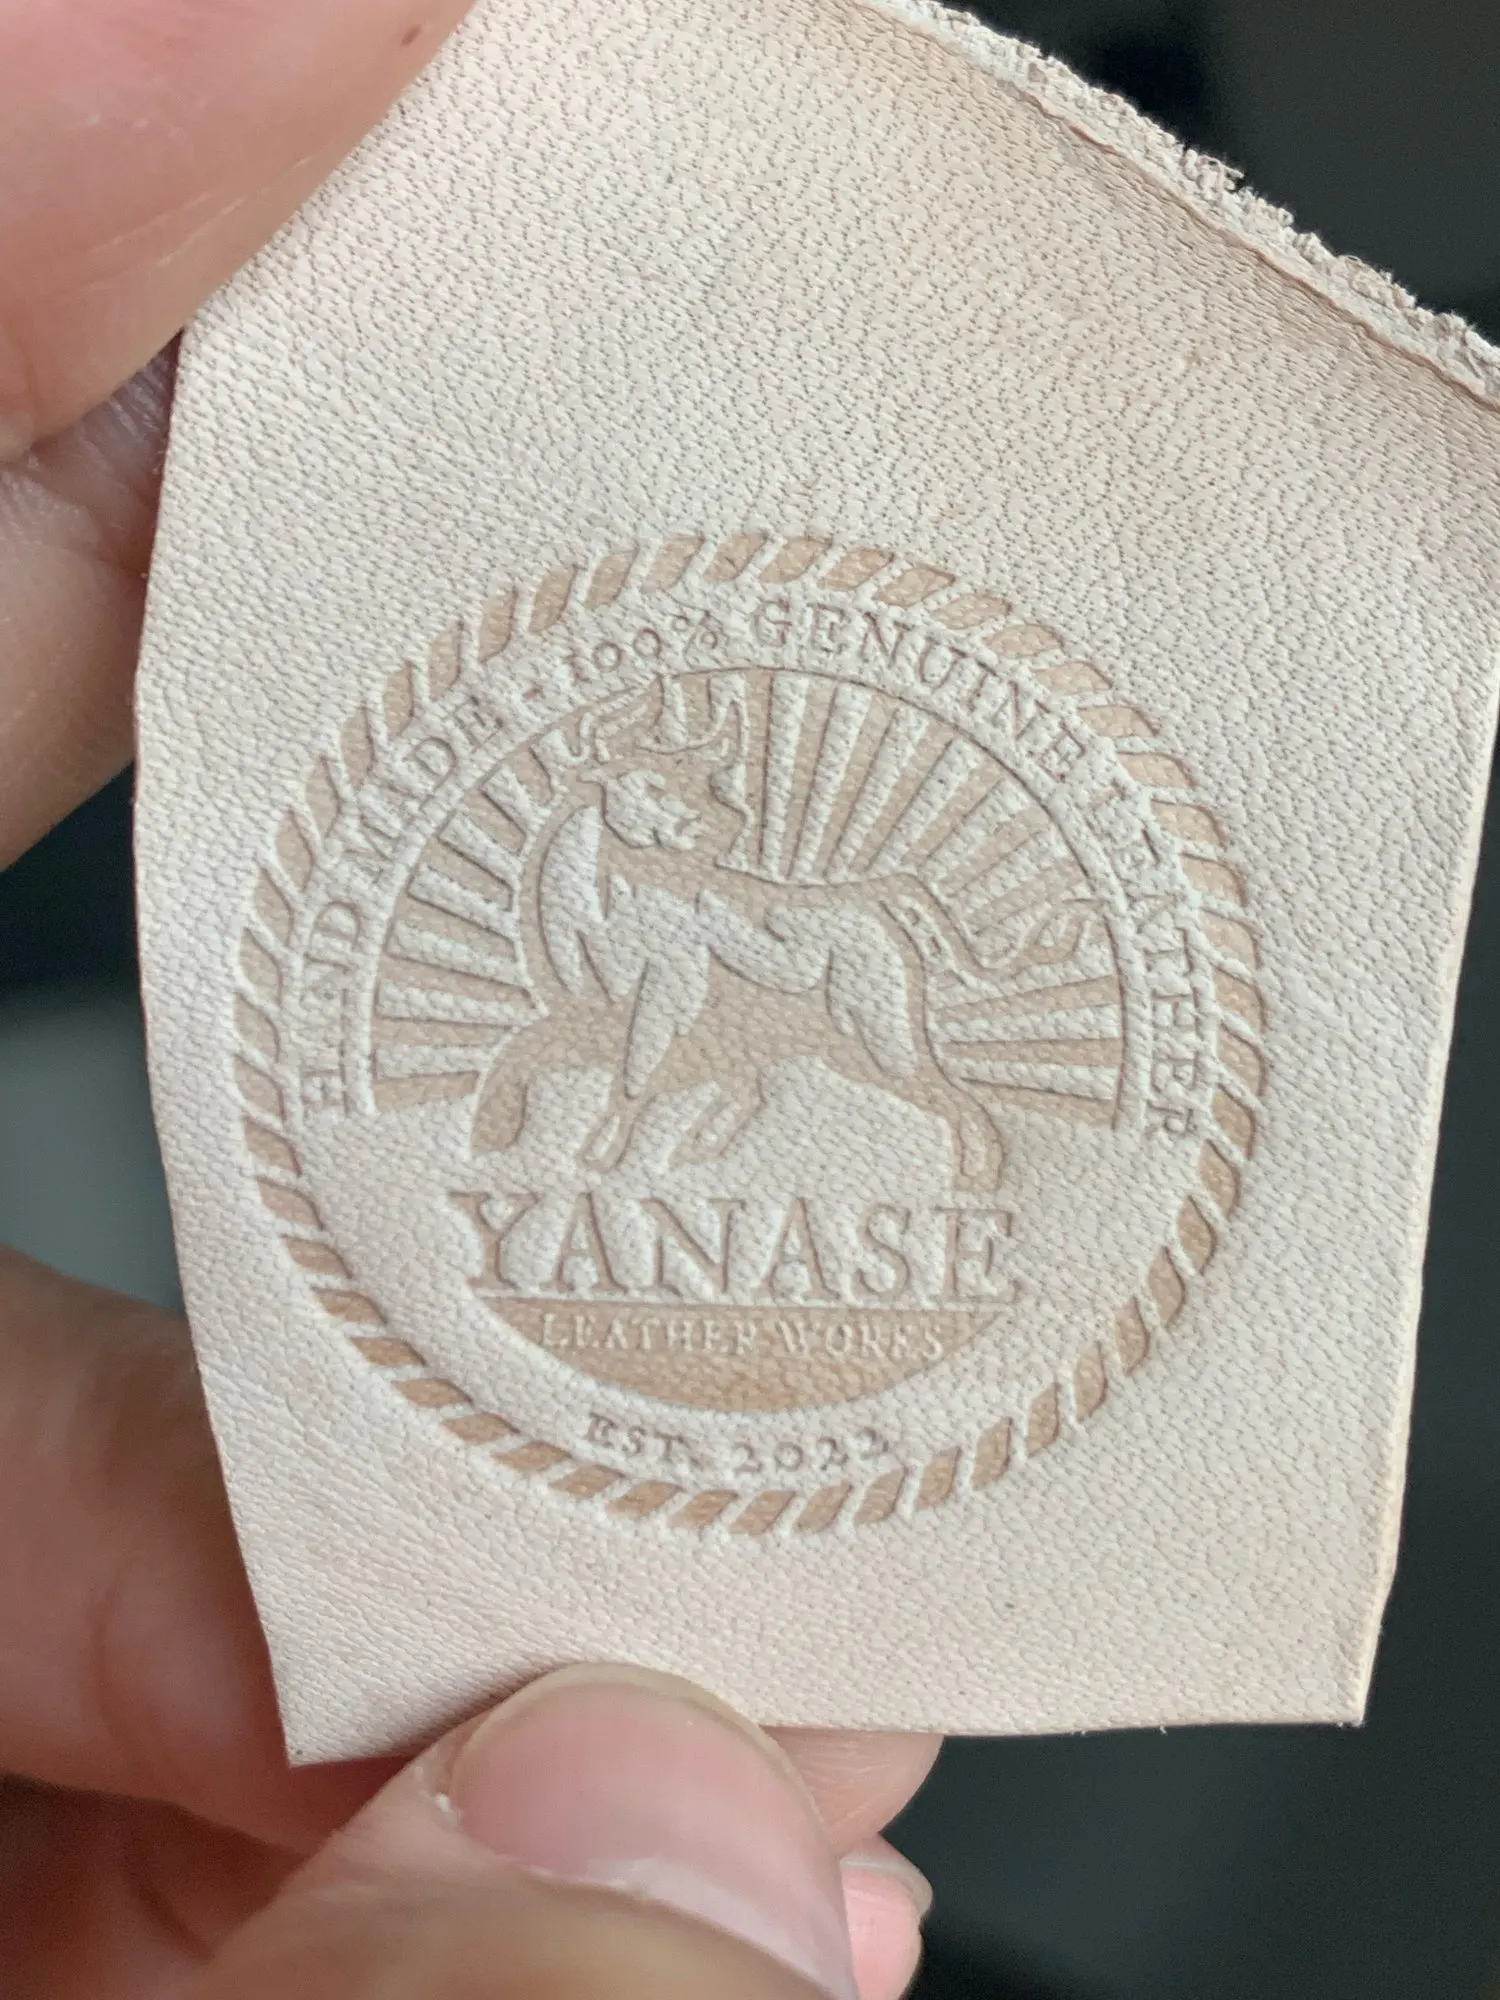 HAND MADE - 100% GENUINE LEATHER
YANASE
LEATHER WORKS
EST. 2022